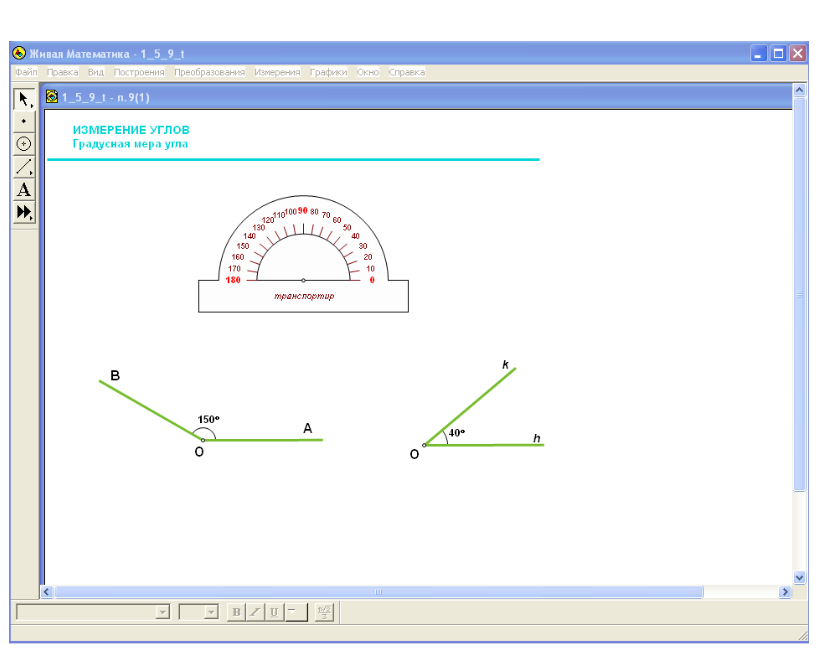 Живая Математика - 1_5_9_t
Файл Правка Вид Построения Преобразования Измерения Графики Окно Справка
1_5_9_t - п.9(1)
ИЗМЕРЕНИЕ УГЛОВ
Градусная мера угла
180 170 160 150 140 130 120 110 100 90 80 70 60 50 40 30 20 10 0
транспортир
B
150°
A
O
k
40°
h
O
A
B I U